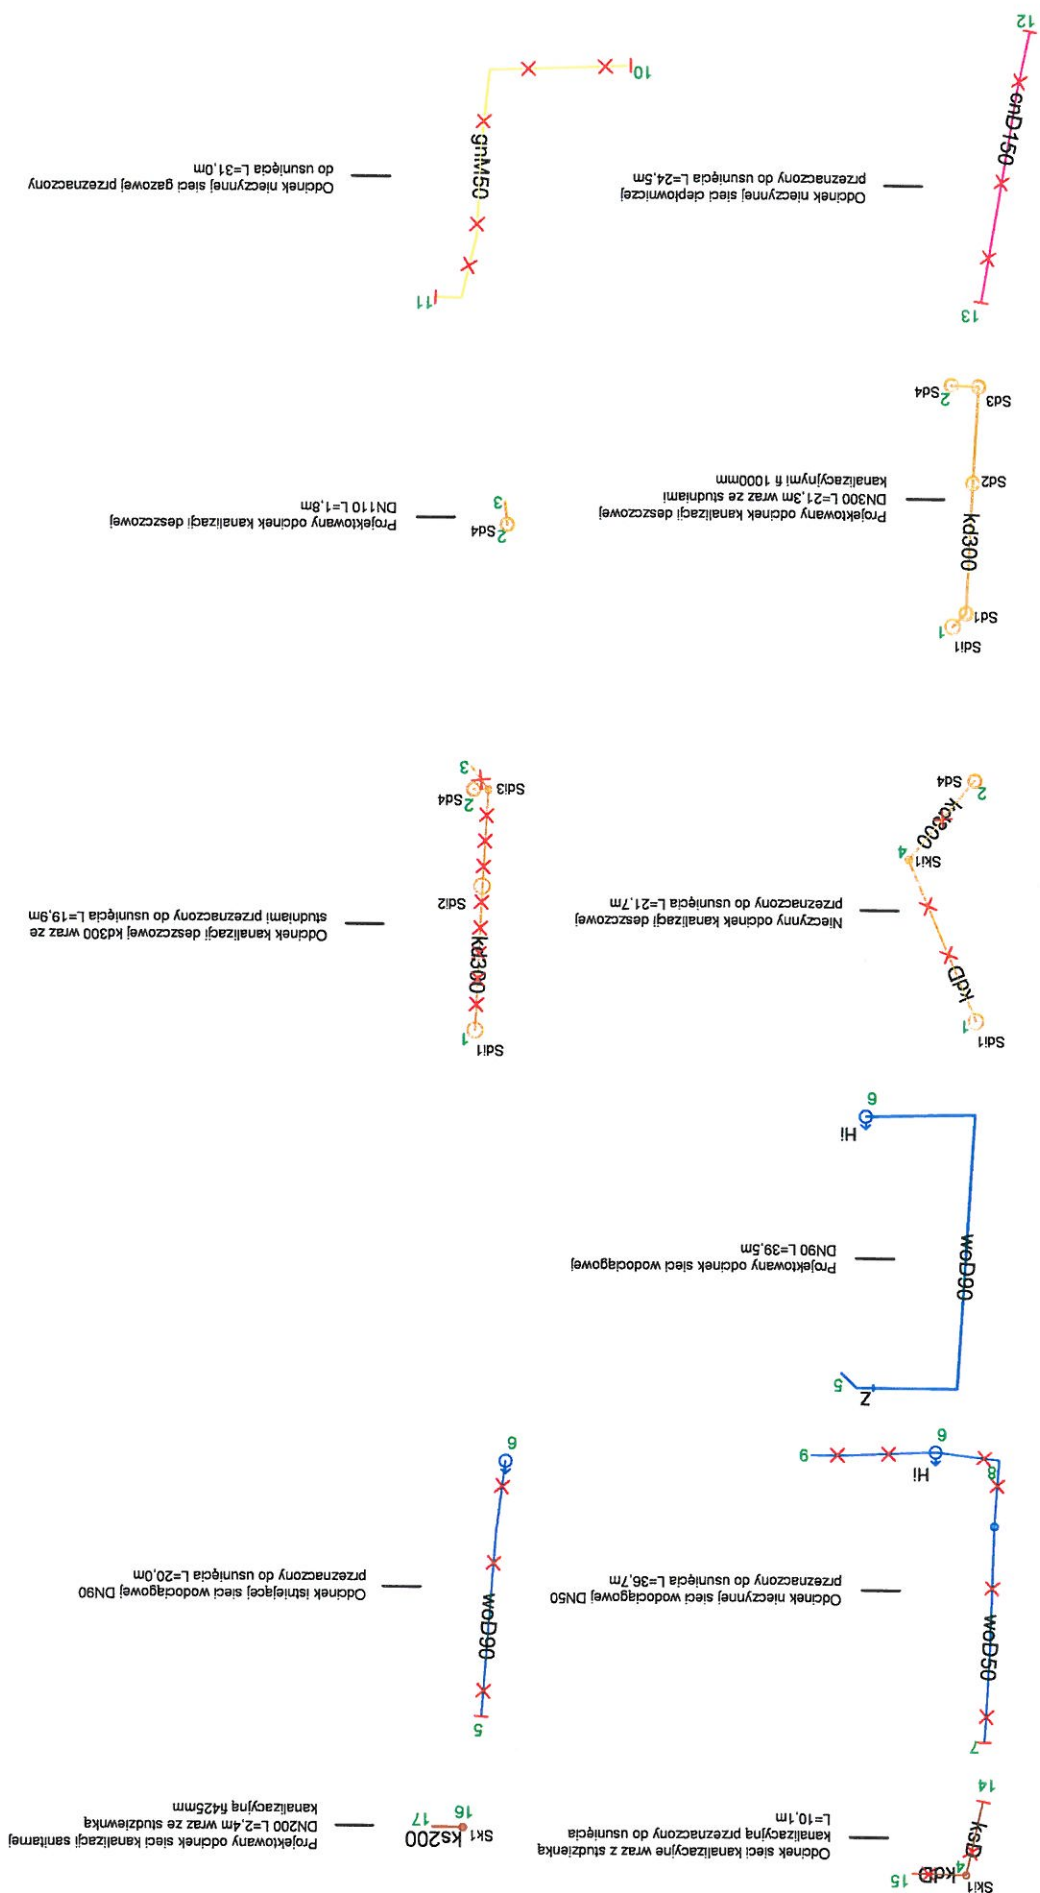 Ski1
kdD
15
4
ksD
14
Odcinek sieci kanalizacyjne wraz z studzienką
kanalizacyjną przeznaczony do usunięcia
L=10,1m
Sk1
ks200
16
17
Projektowany odcinek sieci kanalizacji sanitarnej
DN200 L=2,4m wraz ze studziewnką
kanalizacyjną fi425mm
7
woD50
8
Hi
6
9
Odcinek nieczynnej sieci wodociągowej DN50
przeznaczony do usunięcia L=36,7m
5
woD90
6
Odcinek istniejącej sieci wodociągowej DN90
przeznaczony do usunięcia L=20,0m
Z
5
woD90
Hi
6
Projektowany odcinek sieci wodociągowej
DN90 L=39,5m
Sdi1
1
kdD
Ski1
4
kd300
2
Sd4
Nieczynny odcinek kanalizacji deszczowej
przeznaczony do usunięcia L=21,7m
Sdi1
1
kd300
Sdi2
Sdi3
2
Sd4
3
Odcinek kanalizacji deszczowej kd300 wraz ze
studniami przeznaczony do usunięcia L=19,9m
Sdi1
1
Sd1
kd300
Sd2
Sd3
2
Sd4
Projektowany odcinek kanalizacji deszczowej
DN300 L=21,3m wraz ze studniami
kanalizacyjnymi fi 1000mm
2
Sd4
3
Projektowany odcinek kanalizacji deszczowej
DN110 L=1,8m
13
cnD150
12
Odcinek nieczynnej sieci ciepłowniczej
przeznaczony do usunięcia L=24,5m
11
gnM50
10
Odcinek nieczynnej sieci gazowej przeznaczony
do usunięcia L=31,0m